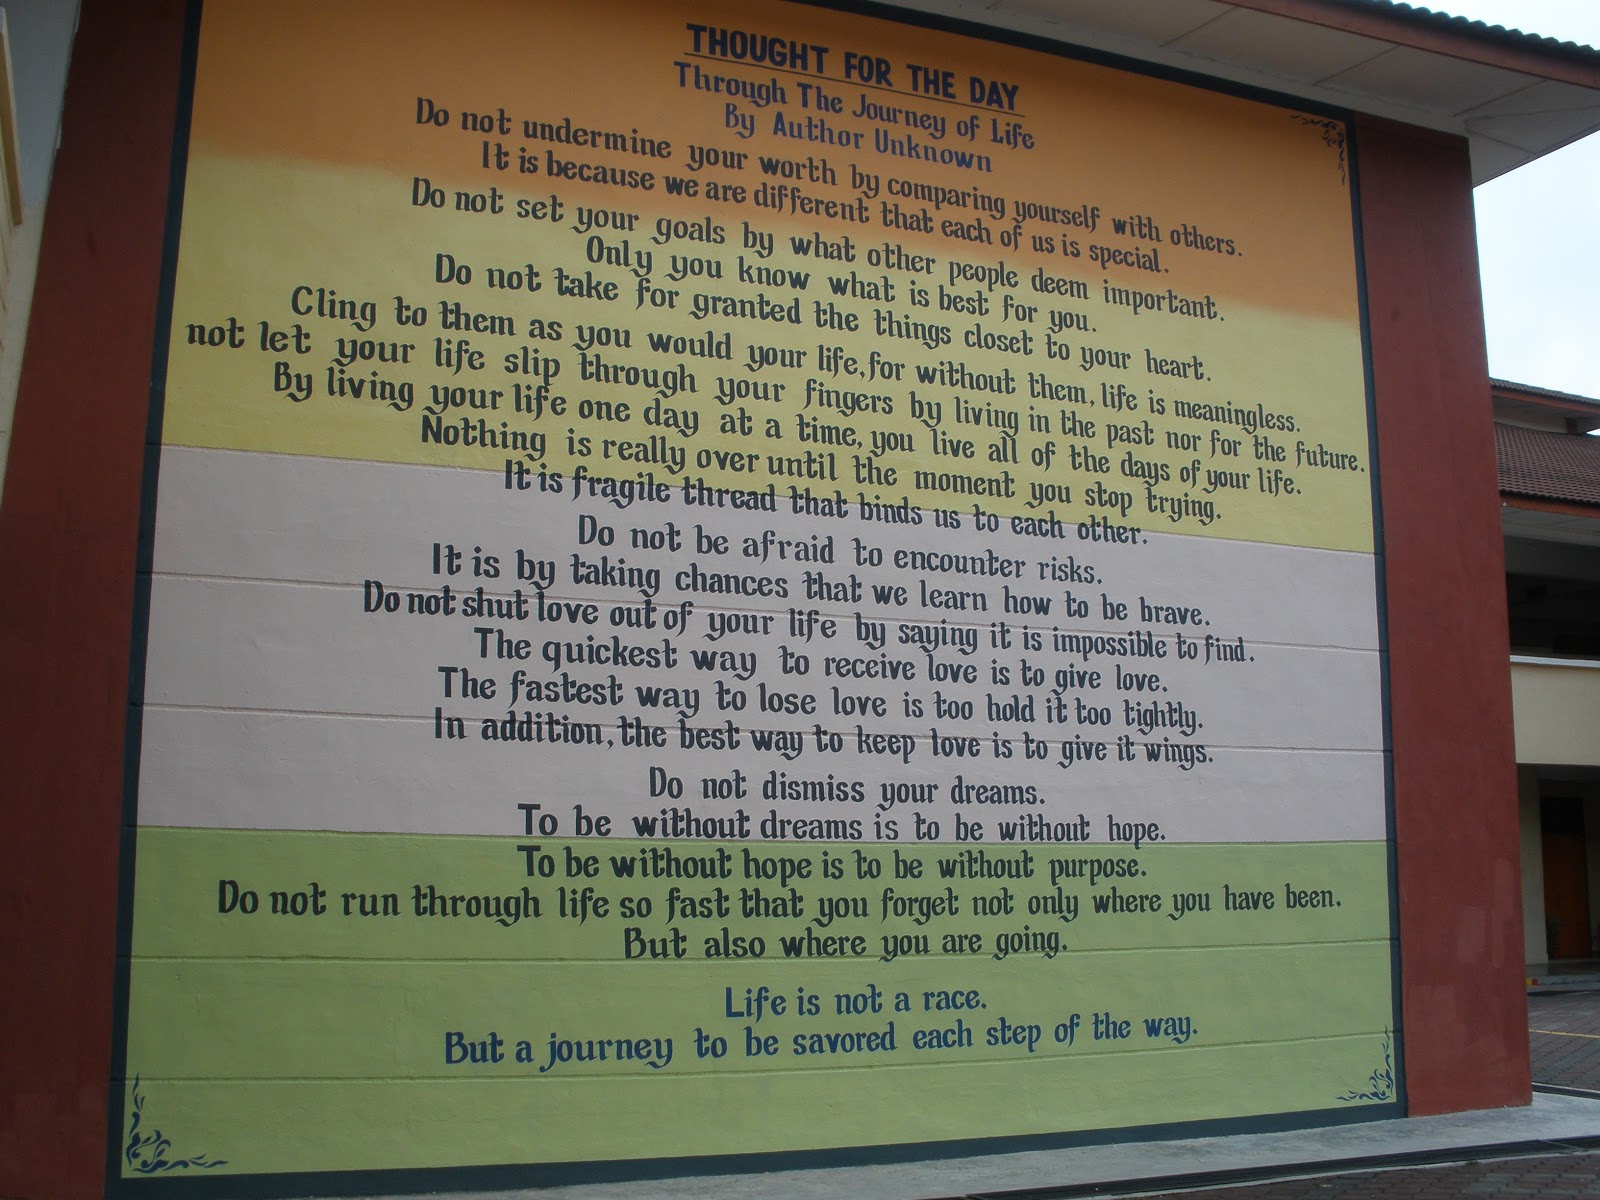 THOUGHT FOR THE DAY
Through The Journey of Life
By Author Unknown
Do not undermine your worth by comparing yourself with others.
It is because we are different that each of us is special.
Do not set your goals by what other people deem important.
Only you know what is best for you.
Do not take for granted the things closet to your heart.
Cling to them as you would your life, for without them, life is meaningless.
not let your life slip through your fingers by living in the past nor for the future.
By living your life one day at a time, you live all of the days of your life.
Nothing is really over until the moment you stop trying.
It is fragile thread that binds us to each other.
Do not be afraid to encounter risks.
It is by taking chances that we learn how to be brave.
Do not shut love out of your life by saying it is impossible to find.
The quickest way to receive love is to give love.
The fastest way to lose love is too hold it too tightly.
In addition, the best way to keep love is to give it wings.
Do not dismiss your dreams.
To be without dreams is to be without hope.
To be without hope is to be without purpose.
Do not run through life so fast that you forget not only where you have been.
But also where you are going.
Life is not a race.
But a journey to be savored each step of the way.